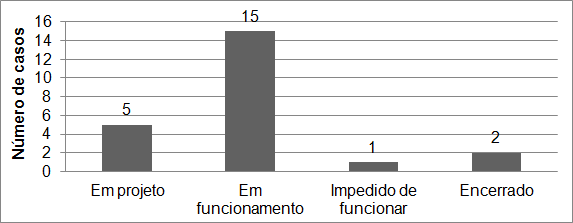 Número de casos
16
14
12
10
8
6
4
2
0
5
15
1
2
Em projeto
Em
funcionamento
Impedido de
funcionar
Encerrado